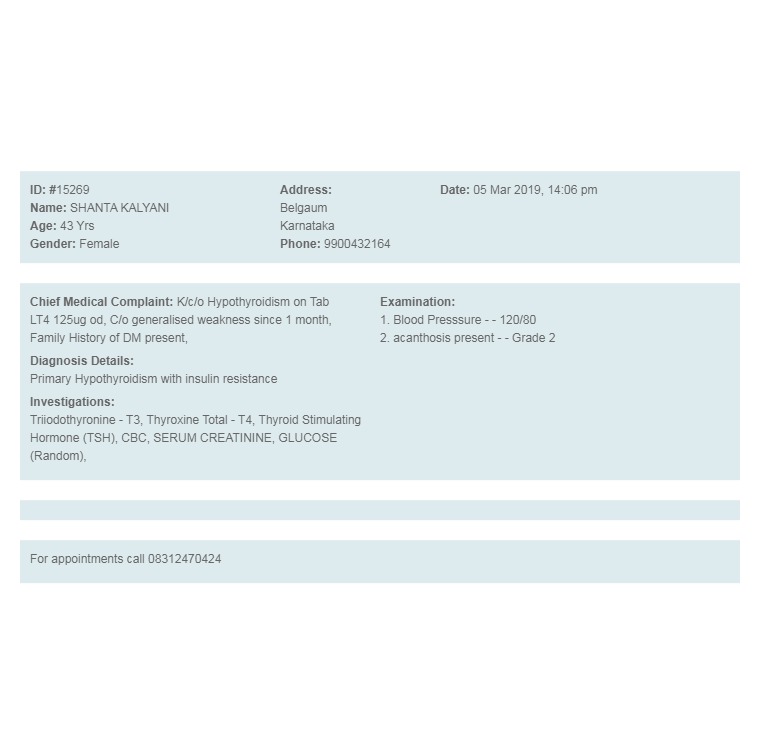 ID: #15269
Name: SHANTA KALYANI
Age: 43 Yrs
Gender: Female
Address:
Belgaum
Karnataka
Phone: 9900432164
Date: 05 Mar 2019, 14:06 pm
Chief Medical Complaint: K/c/o Hypothyroidism on Tab
LT4 125ug od, C/o generalised weakness since 1 month,
Family History of DM present,
Diagnosis Details:
Primary Hypothyroidism with insulin resistance
Investigations:
Triiodothyronine - T3, Thyroxine Total - T4, Thyroid Stimulating
Hormone (TSH), CBC, SERUM CREATININE, GLUCOSE
(Random),
Examination:
1. Blood Presssure - - 120/80
2. acanthosis present - - Grade 2
For appointments call 08312470424